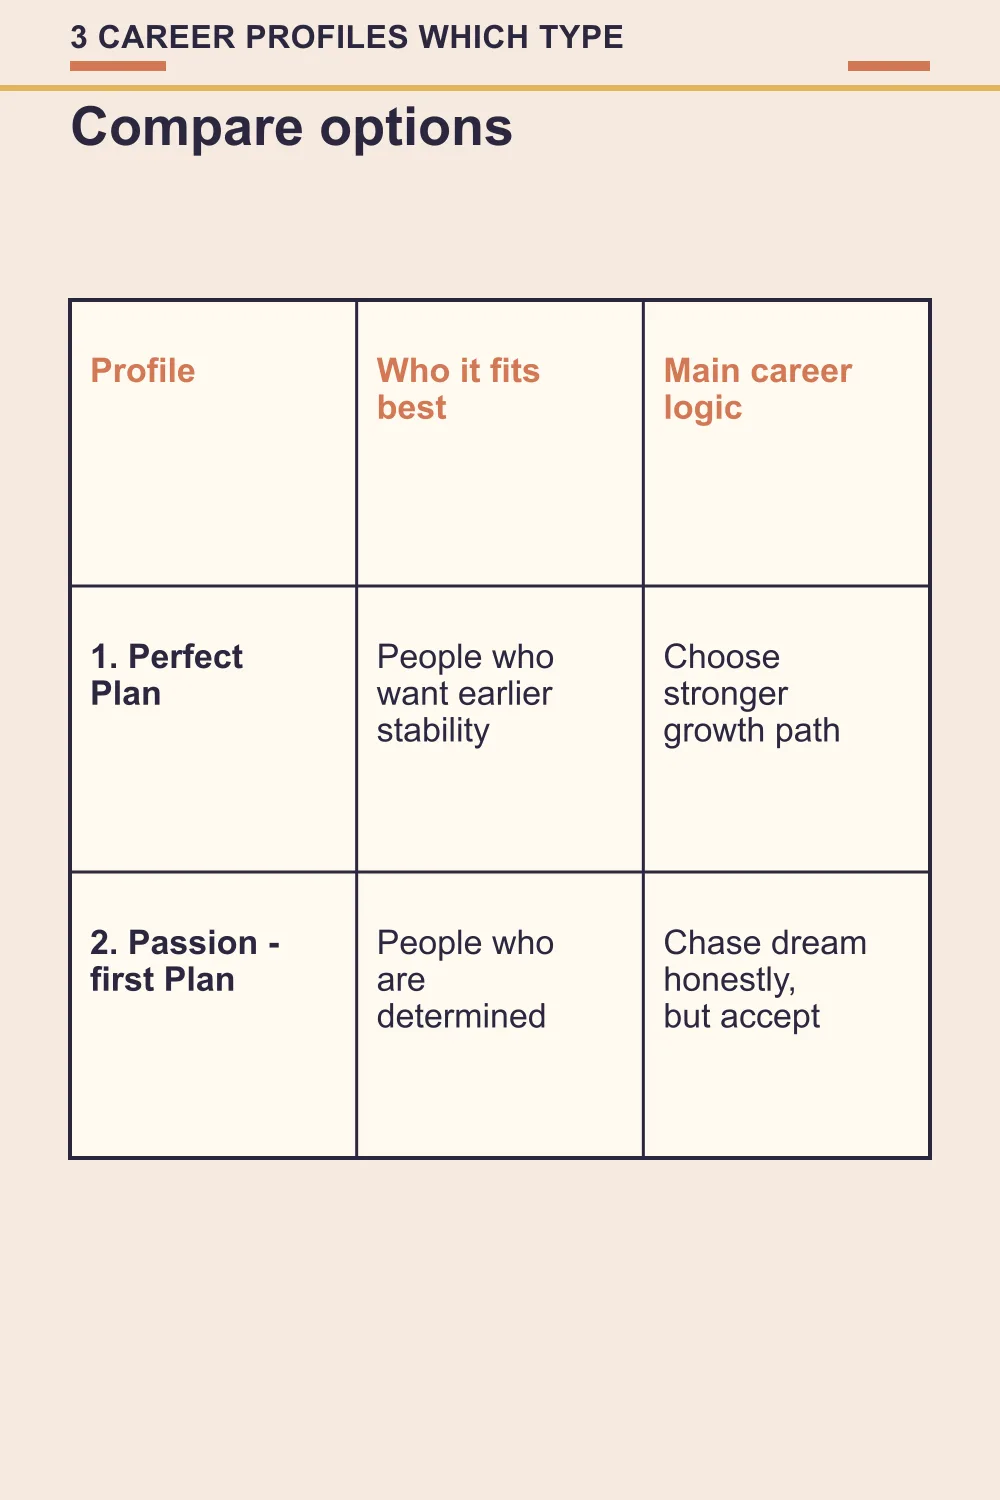 3 CAREER PROFILES WHICH TYPE
Compare options
Profile
Who it fits
best
Main career
logic
1. Perfect
Plan
People who
want earlier
stability
Choose
stronger
growth path
2. Passion -
first Plan
People who
are
determined
Chase dream
honestly,
but accept